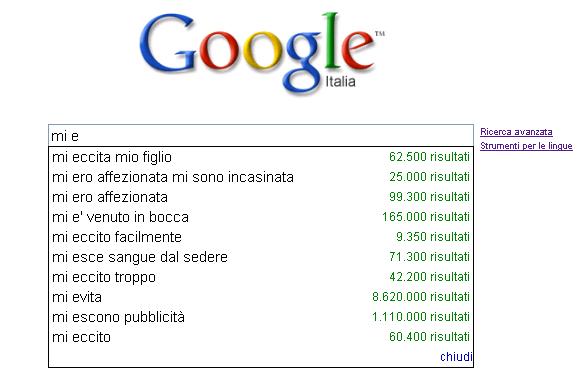 Google™
Italia
mi e
Ricerca avanzata
Strumenti per le lingue
mi eccita mio figlio 62.500 risultati
mi ero affezionata mi sono incasinata 25.000 risultati
mi ero affezionata 99.300 risultati
mi e' venuto in bocca 165.000 risultati
mi eccito facilmente 9.350 risultati
mi esce sangue dal sedere 71.300 risultati
mi eccito troppo 42.200 risultati
mi evita 8.620.000 risultati
mi escono pubblicità 1.110.000 risultati
mi eccito 60.400 risultati
chiudi